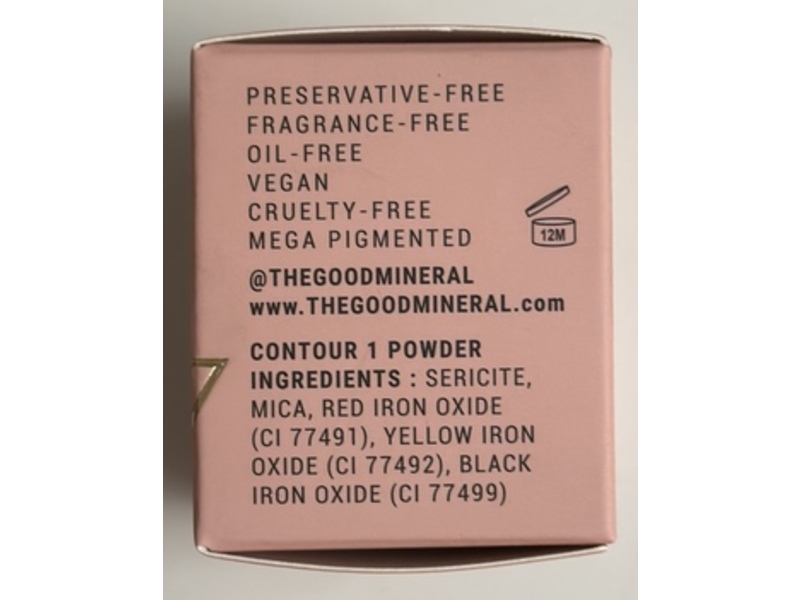 PRESERVATIVE-FREE
FRAGRANCE-FREE
OIL-FREE
VEGAN
CRUELTY-FREE
MEGA PIGMENTED
12M
@THEGOODMINERAL
www.THEGOODMINERAL.com
CONTOUR 1 POWDER
INGREDIENTS : SERICITE,
MICA, RED IRON OXIDE
(CI 77491), YELLOW IRON
OXIDE (CI 77492), BLACK
IRON OXIDE (CI 77499)